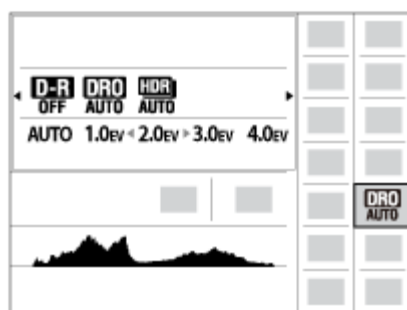 D-R DRO HDR
OFF AUTO AUTO
AUTO 1.0EV 2.0EV 3.0EV 4.0EV
DRO
AUTO